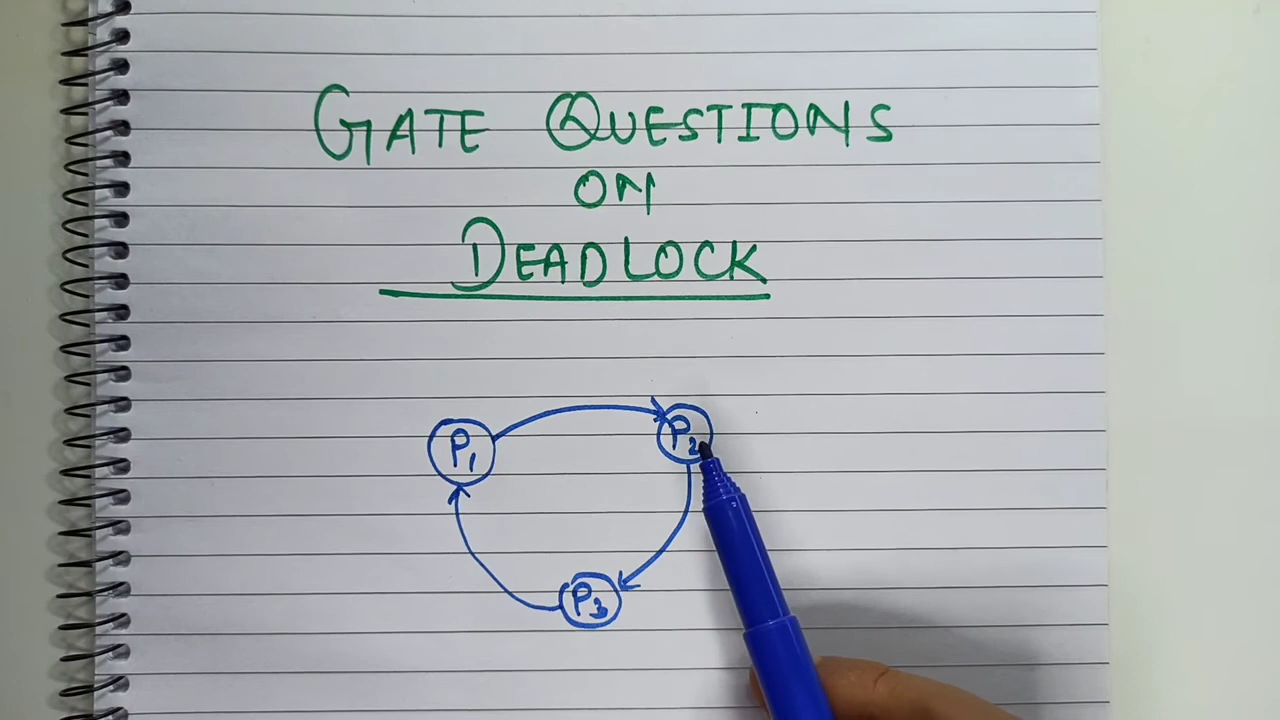 GATE QUESTIONS
ON
DEADLOCK
P1 P2
P3